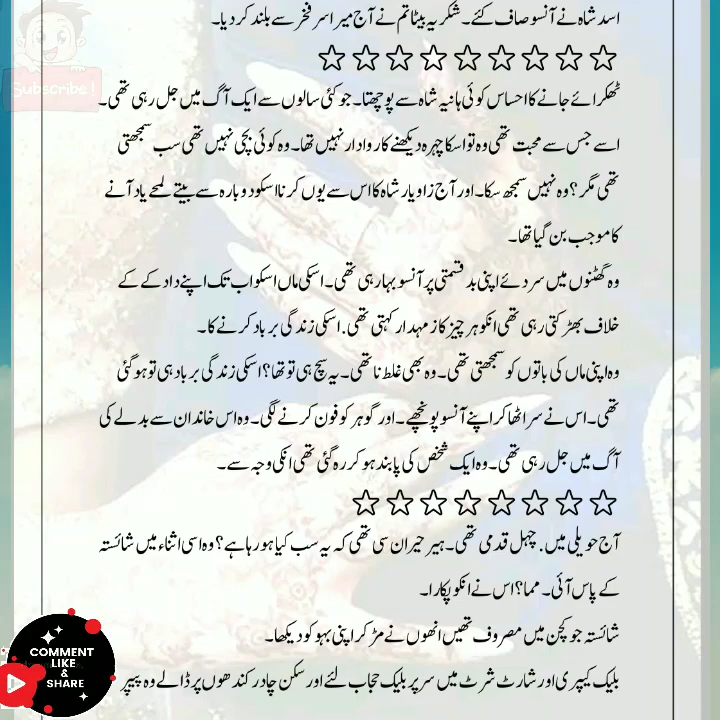 اسد شاہ نے آنسو صاف کئے۔ شکریہ بیٹا تم نے آج میرا سر فخر سے بلند کر دیا۔
☆☆☆☆☆☆☆☆☆
ٹھکرائے جانے کا احساس کوئی ہانیہ شاہ سے پوچھتا۔ جو کئی سالوں سے ایک آگ میں جل رہی تھی۔
اسے جس سے محبت تھی وہ تو اسکا چہرہ دیکھنے کا روادار نہیں تھا۔ وہ کوئی بچی نہیں تھی سب سمجھتی
تھی مگر؟ وہ نہیں سمجھ سکا۔ اور آج زاویار شاہ کا اس سے یوں کرنا اسکو دوبارہ سے بیتے لمحے یاد آنے
کا موجب بن گیا تھا۔
وہ گھٹنوں میں سر دئے اپنی بد قسمتی پر آنسو بہا رہی تھی۔ اسکی ماں اسکو اب تک اپنے داد کے کے
خلاف بھڑکتی رہی تھی انکو ہر چیز کا زمہدار کہتی تھی. اسکی زندگی برباد کرنے کا۔
وہ اپنی ماں کی باتوں کو سمجھتی تھی۔ وہ بھی غلط نا تھی۔ یہ سچ ہی تو تھا؟ اسکی زندگی برباد ہی تو ہو گئی
تھی۔ اس نے سر اٹھا کر اپنے آنسو پونچھے۔ اور گوہر کو فون کرنے لگی۔ وہ اس خاندان سے بدلے کی
آگ میں جل رہی تھی۔ وہ ایک شخص کی پابند ہو کر رہ گئی تھی انکی وجہ سے۔
☆☆☆☆☆☆☆☆
آج حویلی میں. چہل قدمی تھی۔ ہیر حیران سی تھی کہ یہ سب کیا ہو رہا ہے؟ وہ اسی اثناء میں شائستہ
کے پاس آئی۔ مما؟ اس نے انکو پکارا۔
شائستہ جو کچن میں مصروف تھیں انھوں نے مڑ کر اپنی بہو کو دیکھا۔
بلیک کیپری اور شارٹ شرٹ میں سر پر بلیک حجاب لئے اور سکن چادر کندھوں پر ڈالے وہ پیپر
Subscribe!
COMMENT
LIKE
&
SHARE